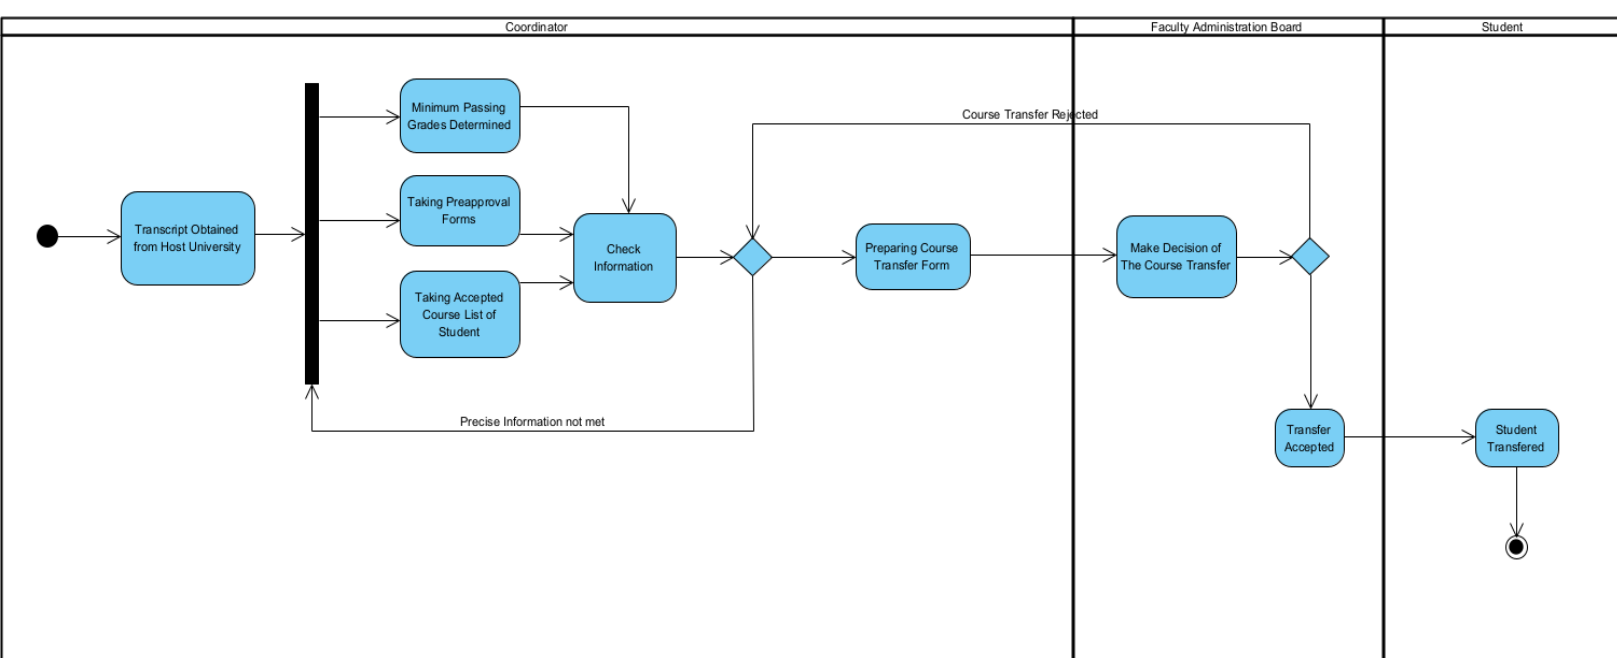 Coordinator
Faculty Administration Board
Student
Minimum Passing
Grades Determined
Course Transfer Rejected
Taking Preapproval
Forms
Transcript Obtained
from Host University
Check
Information
Preparing Course
Transfer Form
Make Decision of
The Course Transfer
Taking Accepted
Course List of
Student
Precise Information not met
Transfer
Accepted
Student
Transfered